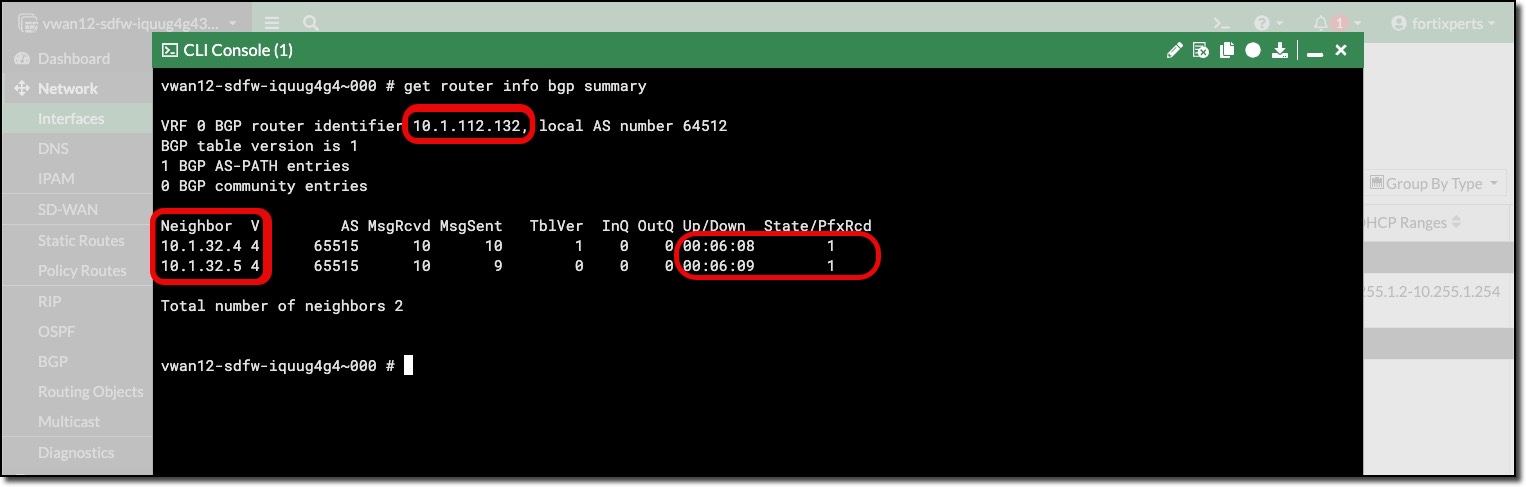 vwan12-sdfw-iquug4g43...
1
fortixperts
Dashboard
Network
Interfaces
DNS
IPAM
SD-WAN
Static Routes
Policy Routes
RIP
OSPF
BGP
Routing Objects
Multicast
Diagnostics
CLI Console (1)
vwan12-sdfw-iquug4g4~000 # get router info bgp summary
VRF 0 BGP router identifier 10.1.112.132, local AS number 64512
BGP table version is 1
1 BGP AS-PATH entries
0 BGP community entries
Neighbor V AS MsgRcvd MsgSent TblVer InQ OutQ Up/Down State/PfxRcd
10.1.32.4 4 65515 10 10 1 0 0 00:06:08 1
10.1.32.5 4 65515 10 9 0 0 0 00:06:09 1
Total number of neighbors 2
vwan12-sdfw-iquug4g4~000 #
Group By Type
Ranges
255.1.2-10.255.1.254